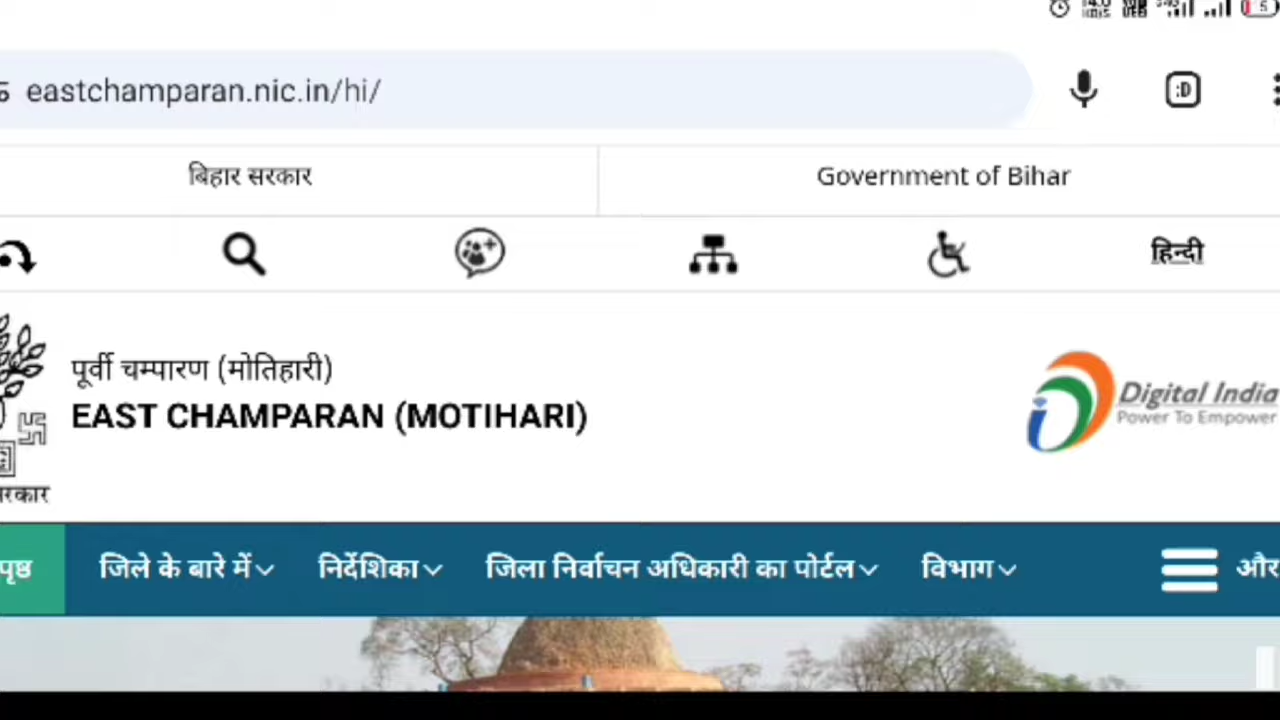 eastchamparan.nic.in/hi/
:D
बिहार सरकार
Government of Bihar
हिन्दी
पूर्वी चम्पारण (मोतिहारी)
EAST CHAMPARAN (MOTIHARI)
Digital India
Power To Empower
जिले के बारे में
निर्देशिका
जिला निर्वाचन अधिकारी का पोर्टल
विभाग
और